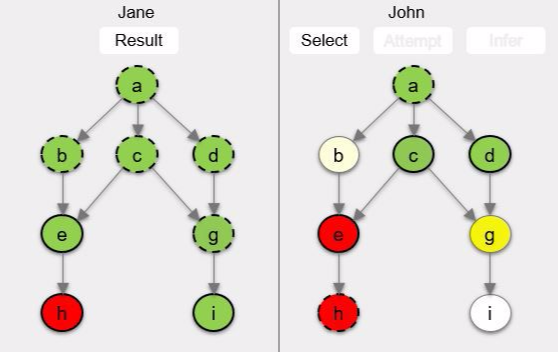 Jane
Result
a
b c d
e g
h i
John
Select Attempt Infer
a
b c d
e g
h i